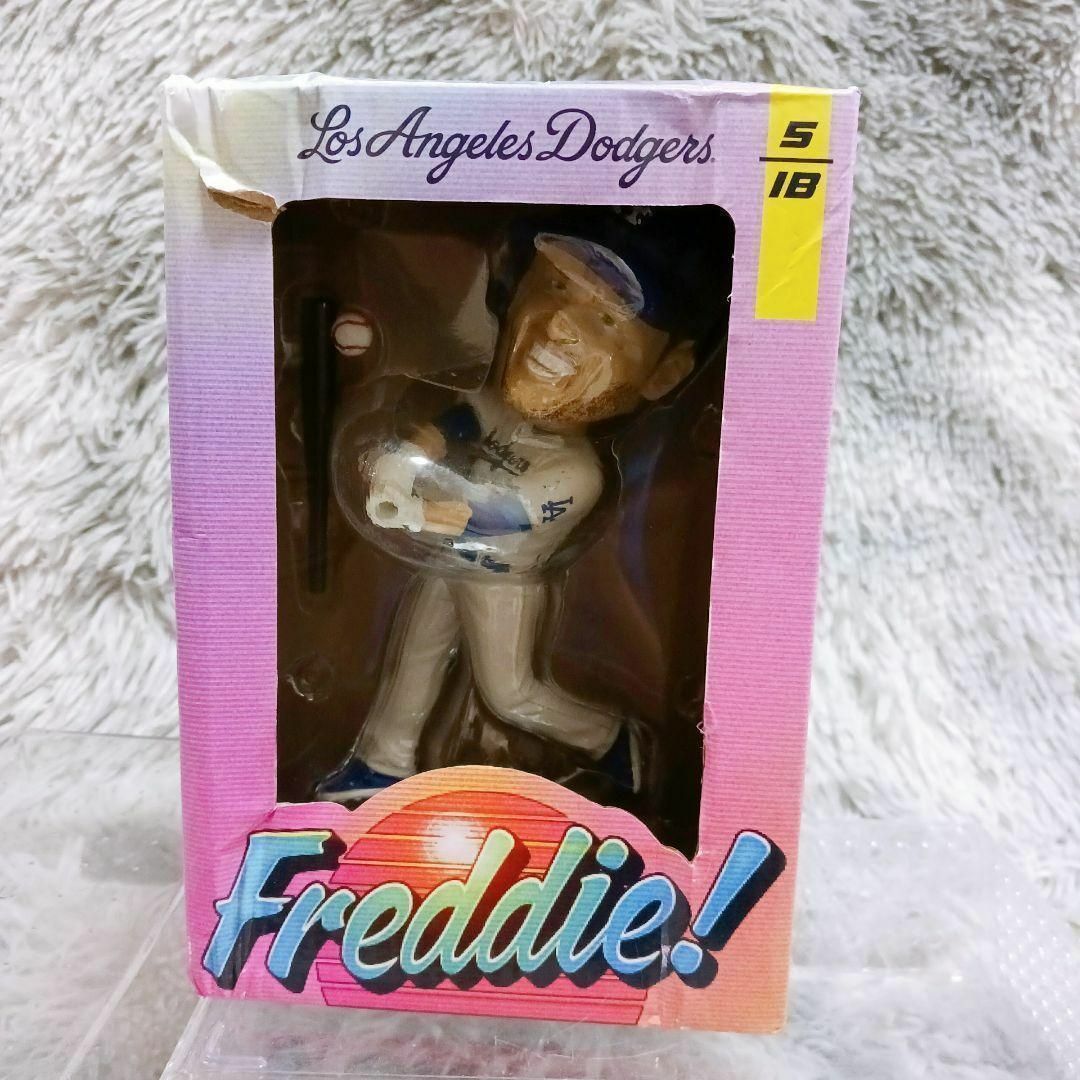 Los Angeles Dodgers
5
1B
Dodgers
LA
Freddie!